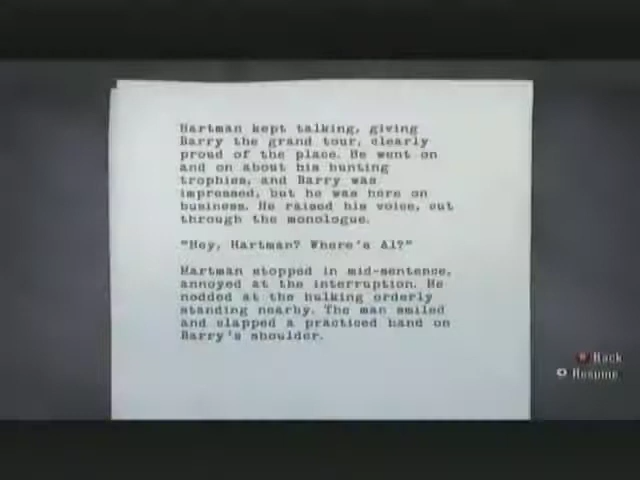 Hartman kept talking, giving
Barry the grand tour, clearly
proud of the place. He went on
and on about his hunting
trophies, and Barry was
impressed, but he was here on
business. He raised his voice, cut
through the monologue.
"Hey, Hartman? Where's Al?"
Hartman stopped in mid-sentence,
annoyed at the interruption. He
nodded at the hulking orderly
standing nearby. The man smiled
and clapped a practiced hand on
Barry's shoulder.
Back
Resume